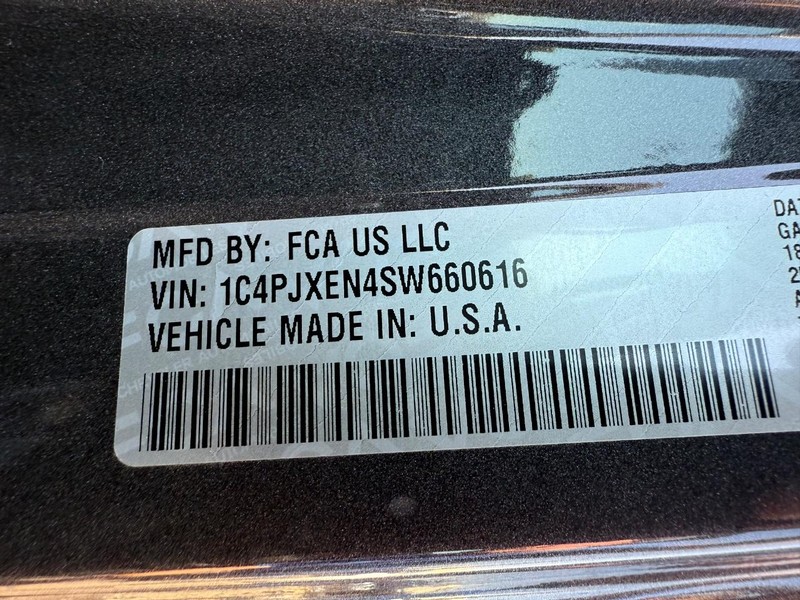 MFD BY: FCA US LLC
VIN: 1C4PJXEN4SW660616
VEHICLE MADE IN: U.S.A.